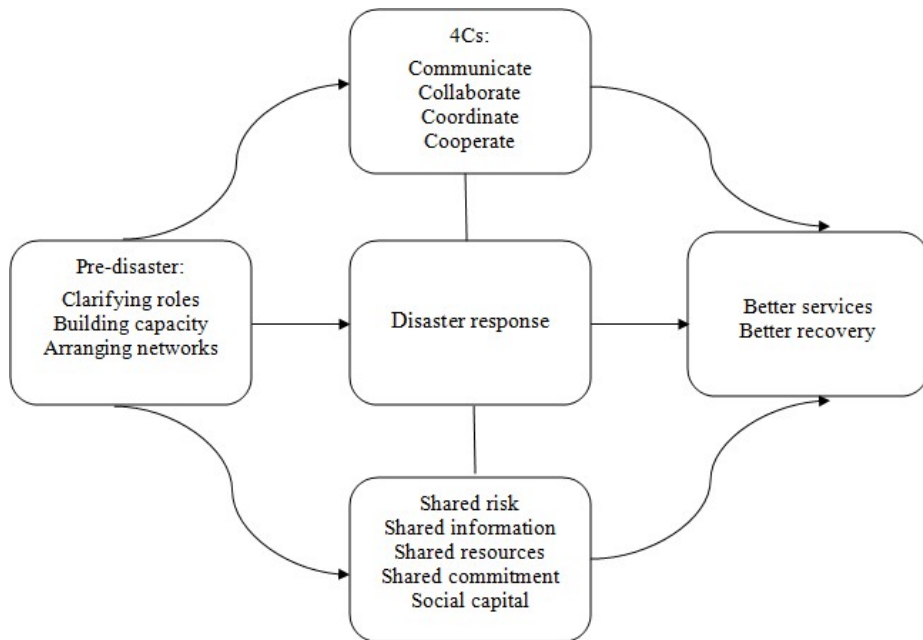 4Cs:
Communicate
Collaborate
Coordinate
Cooperate
Pre-disaster:
Clarifying roles
Building capacity
Arranging networks
Disaster response
Better services
Better recovery
Shared risk
Shared information
Shared resources
Shared commitment
Social capital